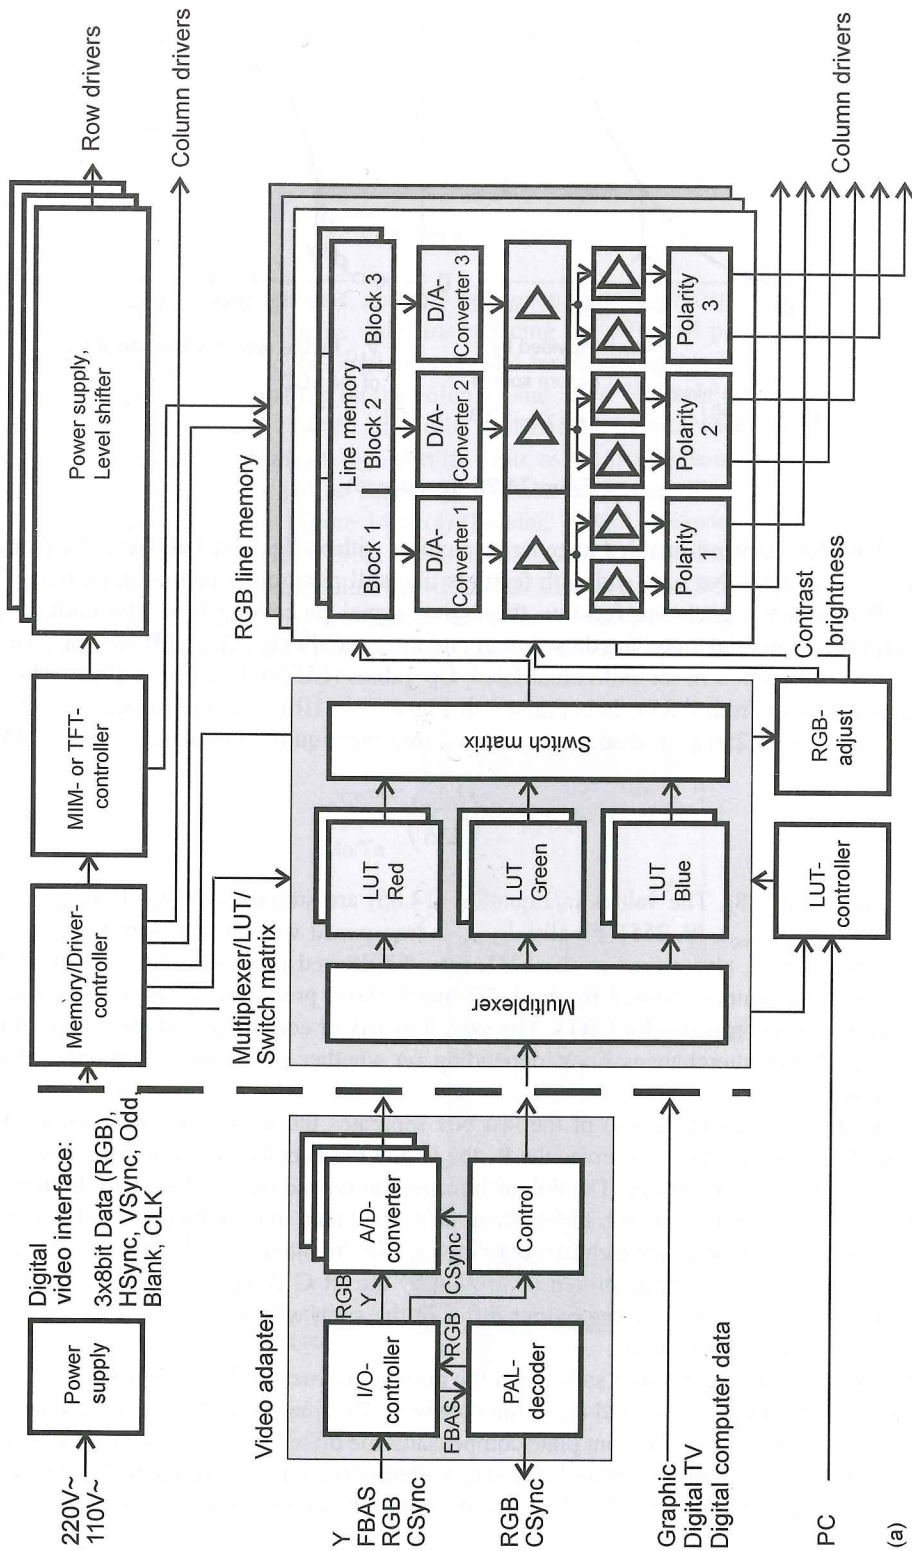 220V~
110V~
Power
supply
Digital
video interface:
3x8bit Data (RGB),
HSync, VSync, Odd,
Blank, CLK
Memory/Driver-
controller
MIM- or TFT-
controller
Power supply,
Level shifter
Row drivers
Column drivers
Video adapter
Y
FBAS
RGB
CSync
I/O-
controller
RGB
Y
A/D-
converter
FBAS
RGB
CSync
RGB
CSync
PAL-
decoder
Control
Graphic
Digital TV
Digital computer data
PC
Multiplexer/LUT/
Switch matrix
Multiplexer
LUT
Red
LUT
Green
LUT
Blue
Switch matrix
LUT-
controller
RGB-
adjust
Contrast
brightness
RGB line memory
Line memory
Block 1
Block 2
Block 3
D/A-
Converter 1
D/A-
Converter 2
D/A-
Converter 3
Polarity
1
Polarity
2
Polarity
3
Column drivers
(a)